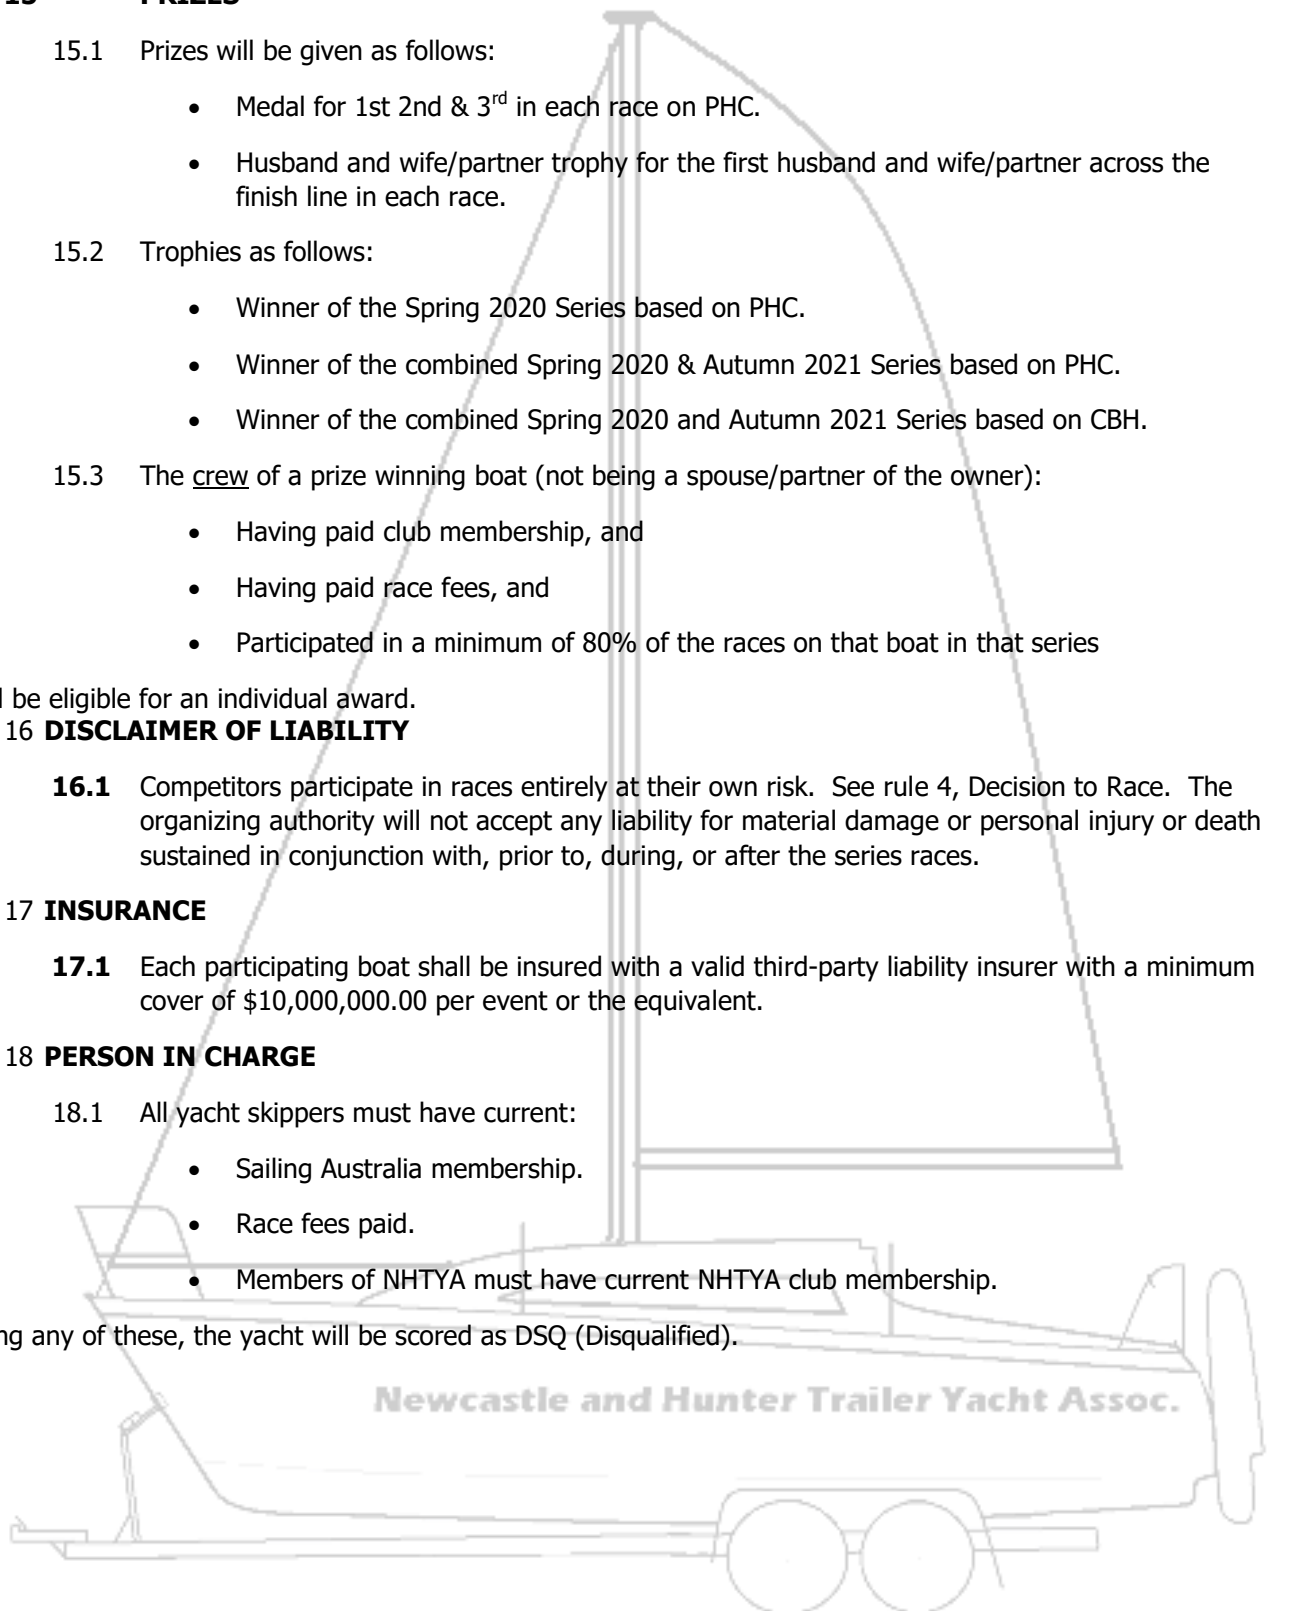 15.1 Prizes will be given as follows:
• Medal for 1st 2nd & 3rd in each race on PHC.
• Husband and wife/partner trophy for the first husband and wife/partner across the
finish line in each race.
15.2 Trophies as follows:
• Winner of the Spring 2020 Series based on PHC.
• Winner of the combined Spring 2020 & Autumn 2021 Series based on PHC.
• Winner of the combined Spring 2020 and Autumn 2021 Series based on CBH.
15.3 The crew of a prize winning boat (not being a spouse/partner of the owner):
• Having paid club membership, and
• Having paid race fees, and
• Participated in a minimum of 80% of the races on that boat in that series
be eligible for an individual award.
16 DISCLAIMER OF LIABILITY
16.1 Competitors participate in races entirely at their own risk. See rule 4, Decision to Race. The
organizing authority will not accept any liability for material damage or personal injury or death
sustained in conjunction with, prior to, during, or after the series races.
17 INSURANCE
17.1 Each participating boat shall be insured with a valid third-party liability insurer with a minimum
cover of $10,000,000.00 per event or the equivalent.
18 PERSON IN CHARGE
18.1 All yacht skippers must have current:
• Sailing Australia membership.
• Race fees paid.
• Members of NHTYA must have current NHTYA club membership.
any of these, the yacht will be scored as DSQ (Disqualified).
Newcastle and Hunter Trailer Yacht Assoc.